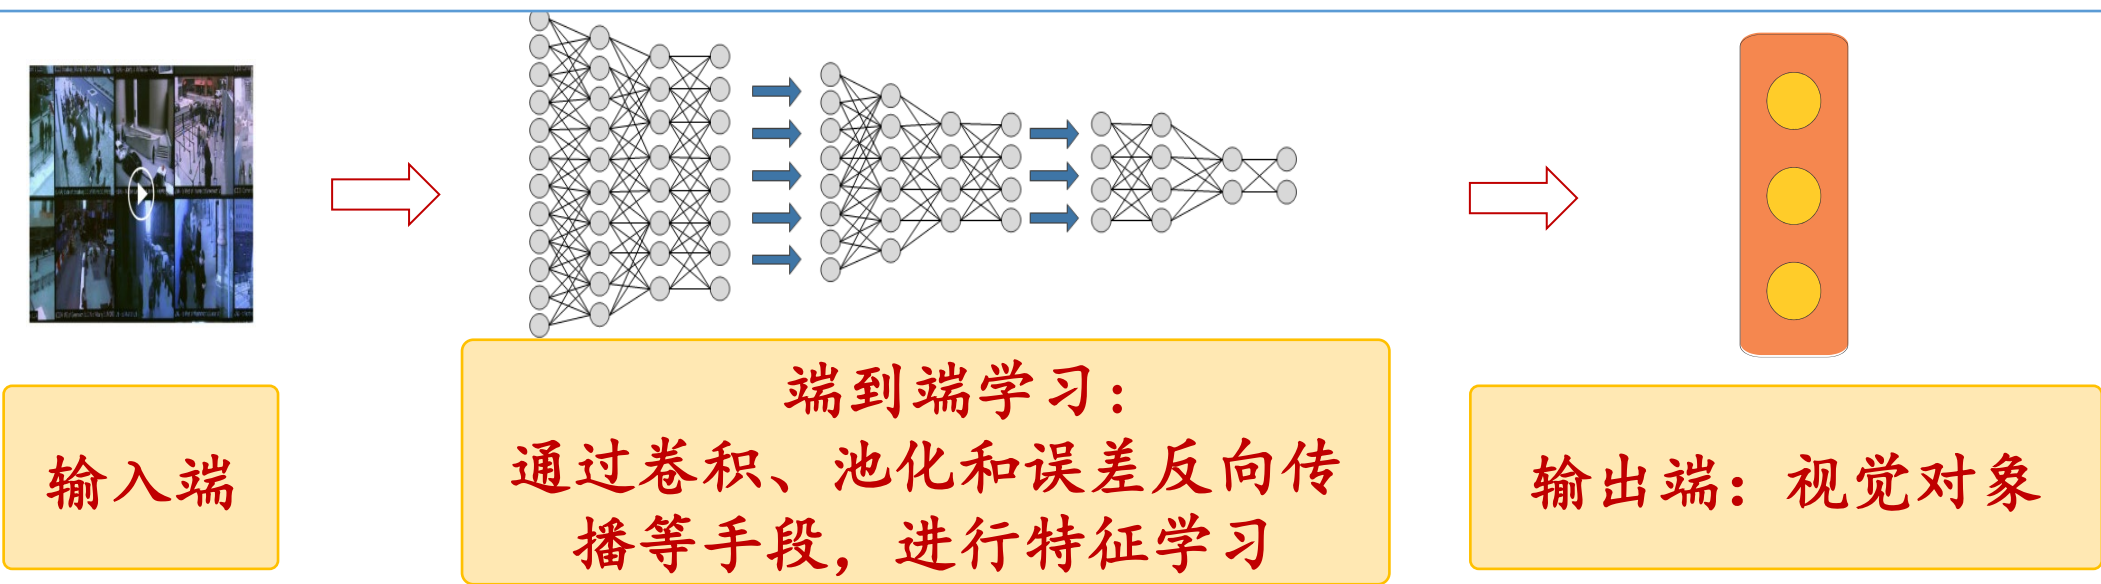 输入端
端到端学习：
通过卷积、池化和误差反向传
播等手段，进行特征学习
输出端：视觉对象